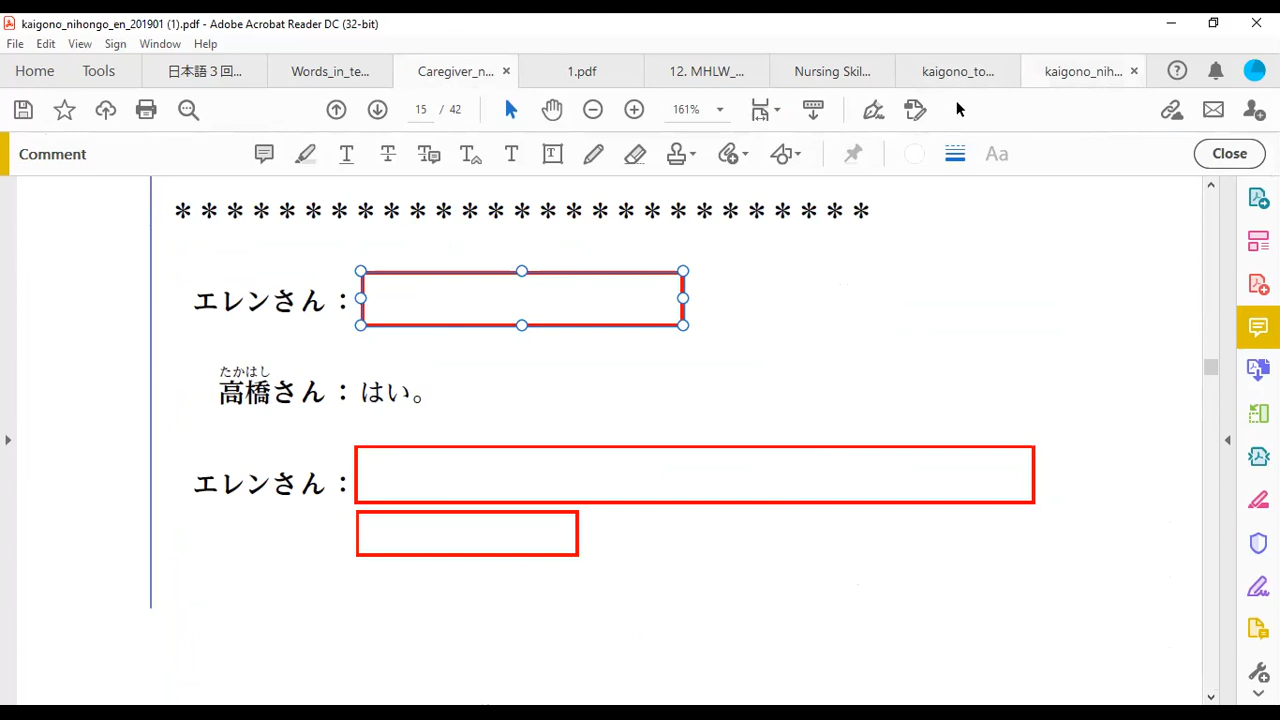 kaigono_nihongo_en_201901 (1).pdf - Adobe Acrobat Reader DC (32-bit)
File Edit View Sign Window Help
Home Tools 日本語３回... Words_in_te... Caregiver_n... 1.pdf 12. MHLW_... Nursing Skil... kaigono_to... kaigono_nih...
15 / 42 161%
Comment Aa Close
＊＊＊＊＊＊＊＊＊＊＊＊＊＊＊＊＊＊＊＊＊＊＊＊＊＊＊
エレンさん：
たかはし
高橋さん：はい。
エレンさん：